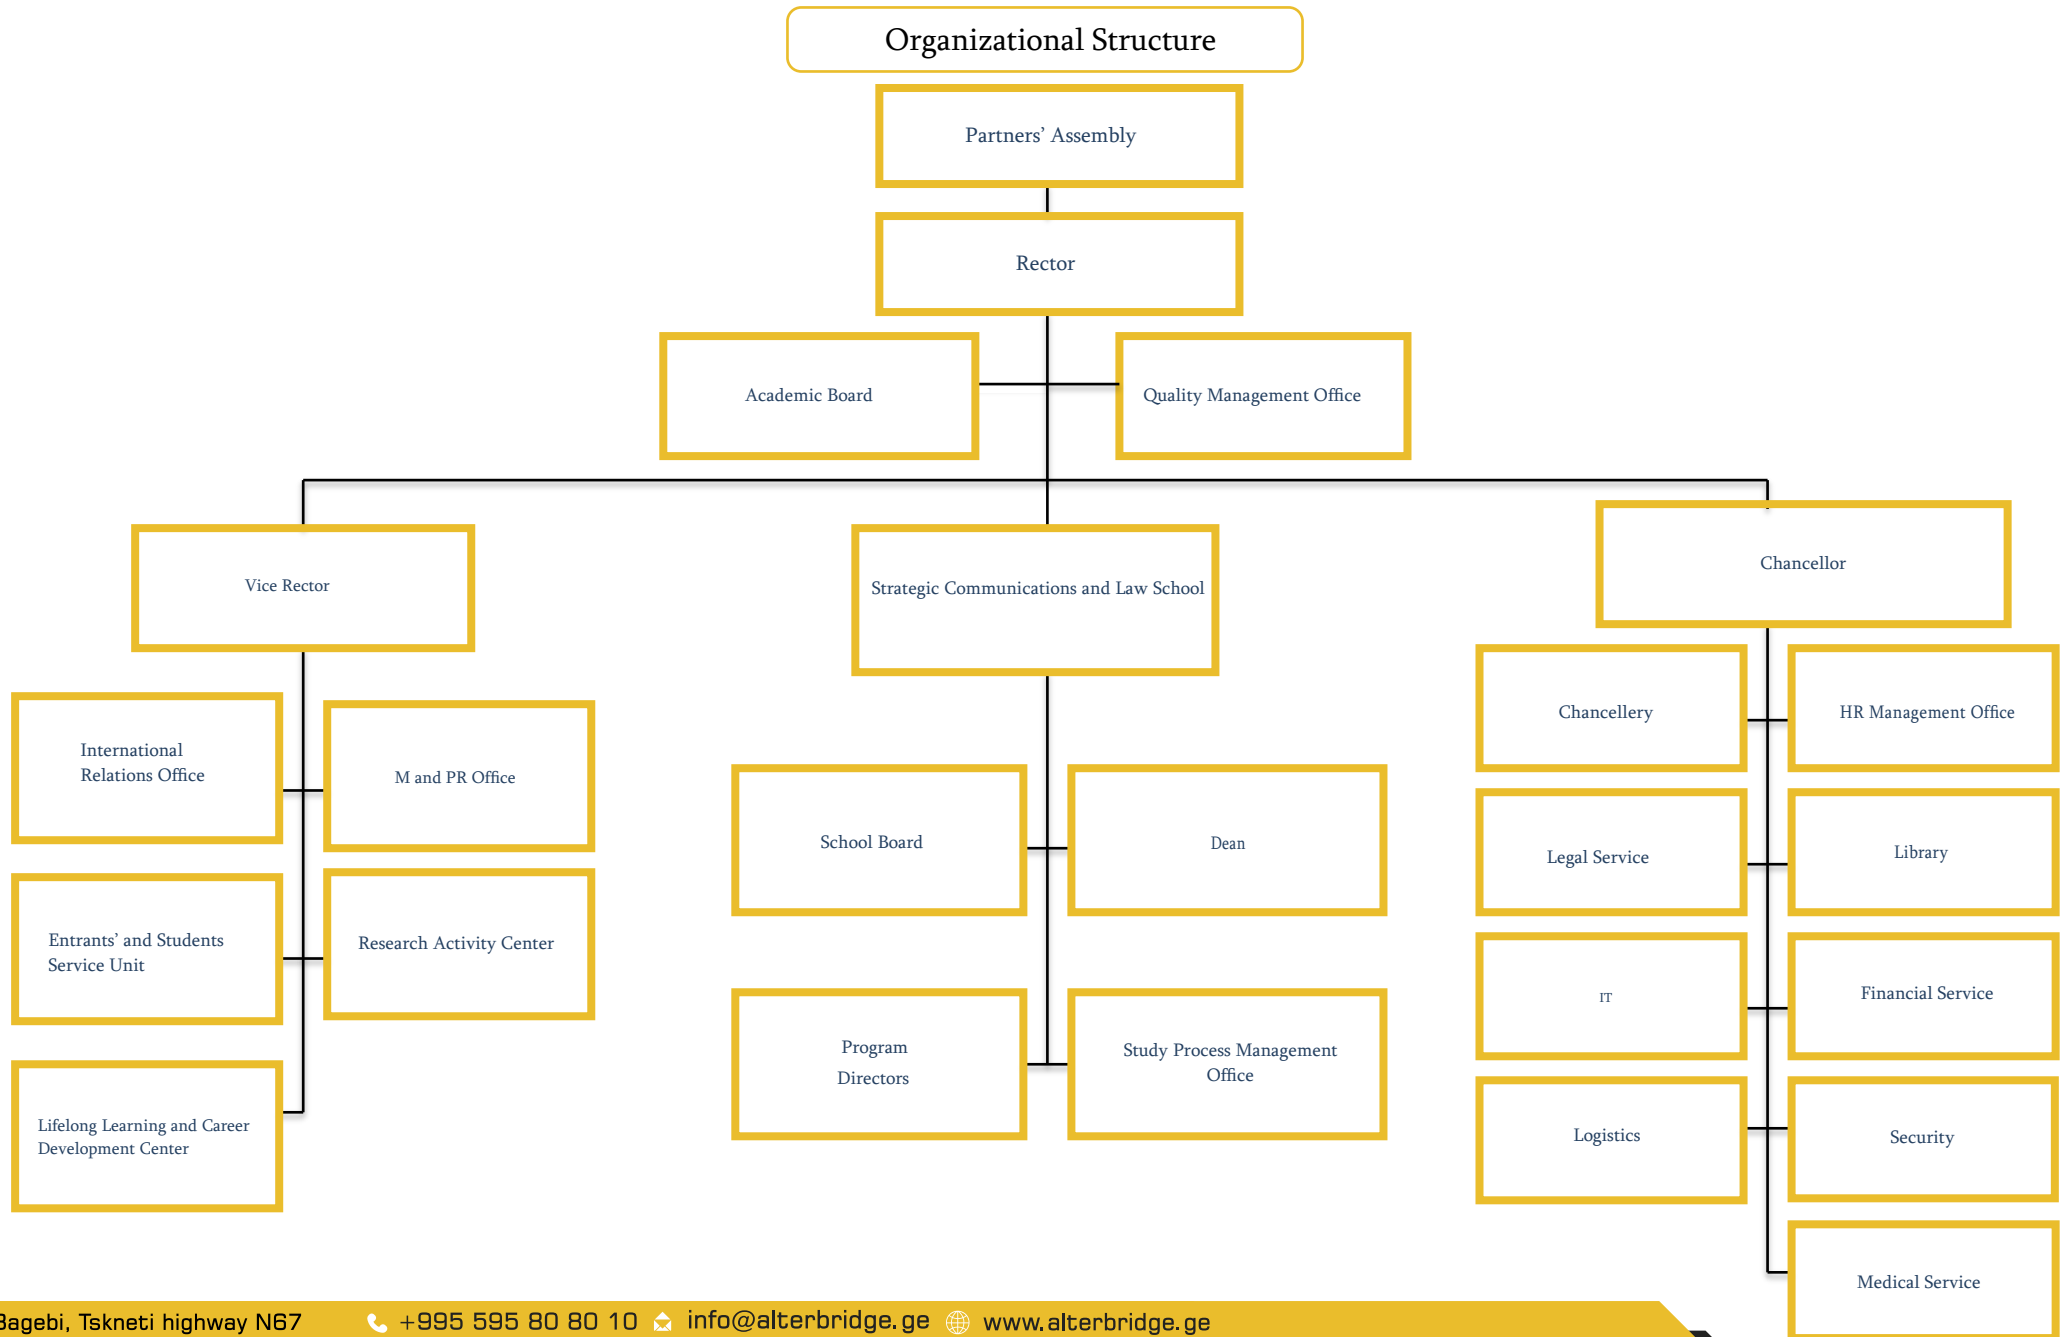 Organizational Structure
Partners’ Assembly
Rector
Academic Board
Quality Management Office
Vice Rector
Strategic Communications and Law School
Chancellor
International
Relations Office
M and PR Office
Entrants’ and Students
Service Unit
Research Activity Center
Lifelong Learning and Career
Development Center
School Board
Dean
Program
Directors
Study Process Management
Office
Chancellery
HR Management Office
Legal Service
Library
IT
Financial Service
Logistics
Security
Medical Service
Bagebi, Tskneti highway N67
+995 595 80 80 10
info@alterbridge.ge
www.alterbridge.ge